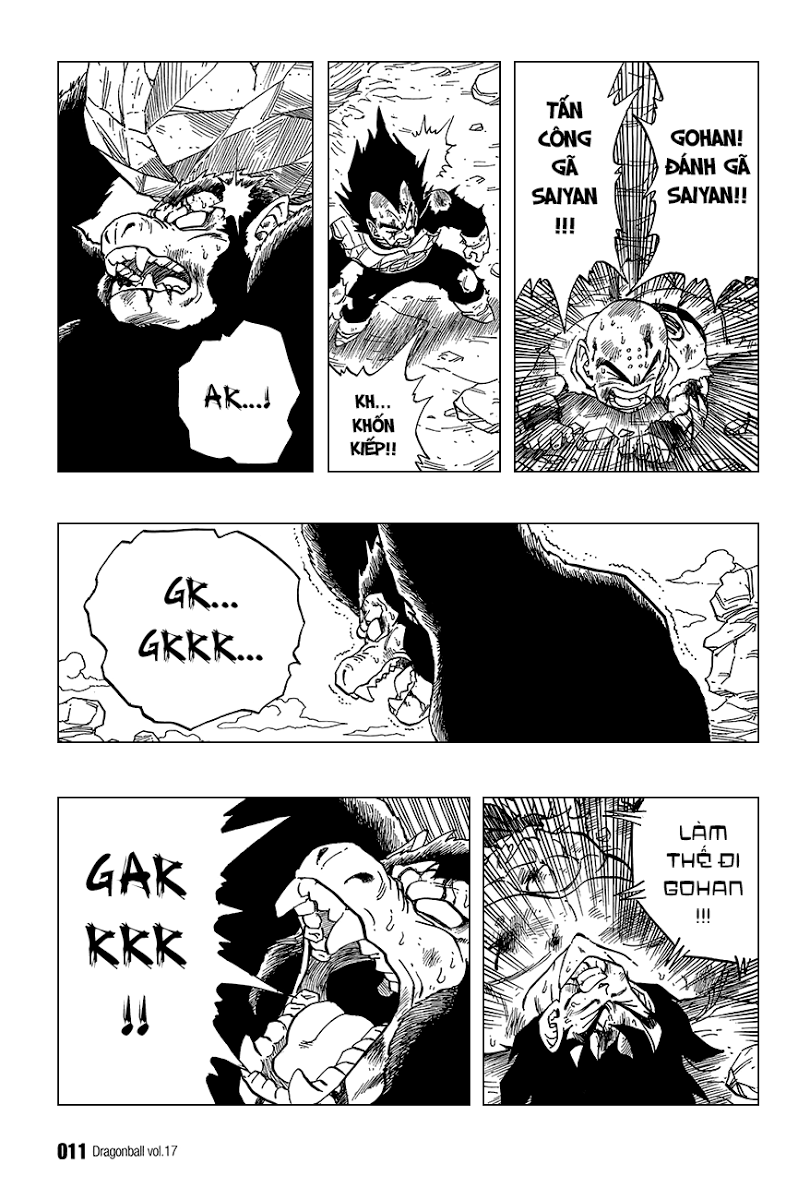 GOHAN!
ĐÁNH GÃ
SAIYAN!!
TẤN
CÔNG
GÃ
SAIYAN
!!!
KH...
KHỐN
KIẾP!!
AK...!
GK...
GRRR...
LÀM
THẾ ĐI
GOHAN
!!!
GAK
KKK
!!
011 Dragonball vol.17